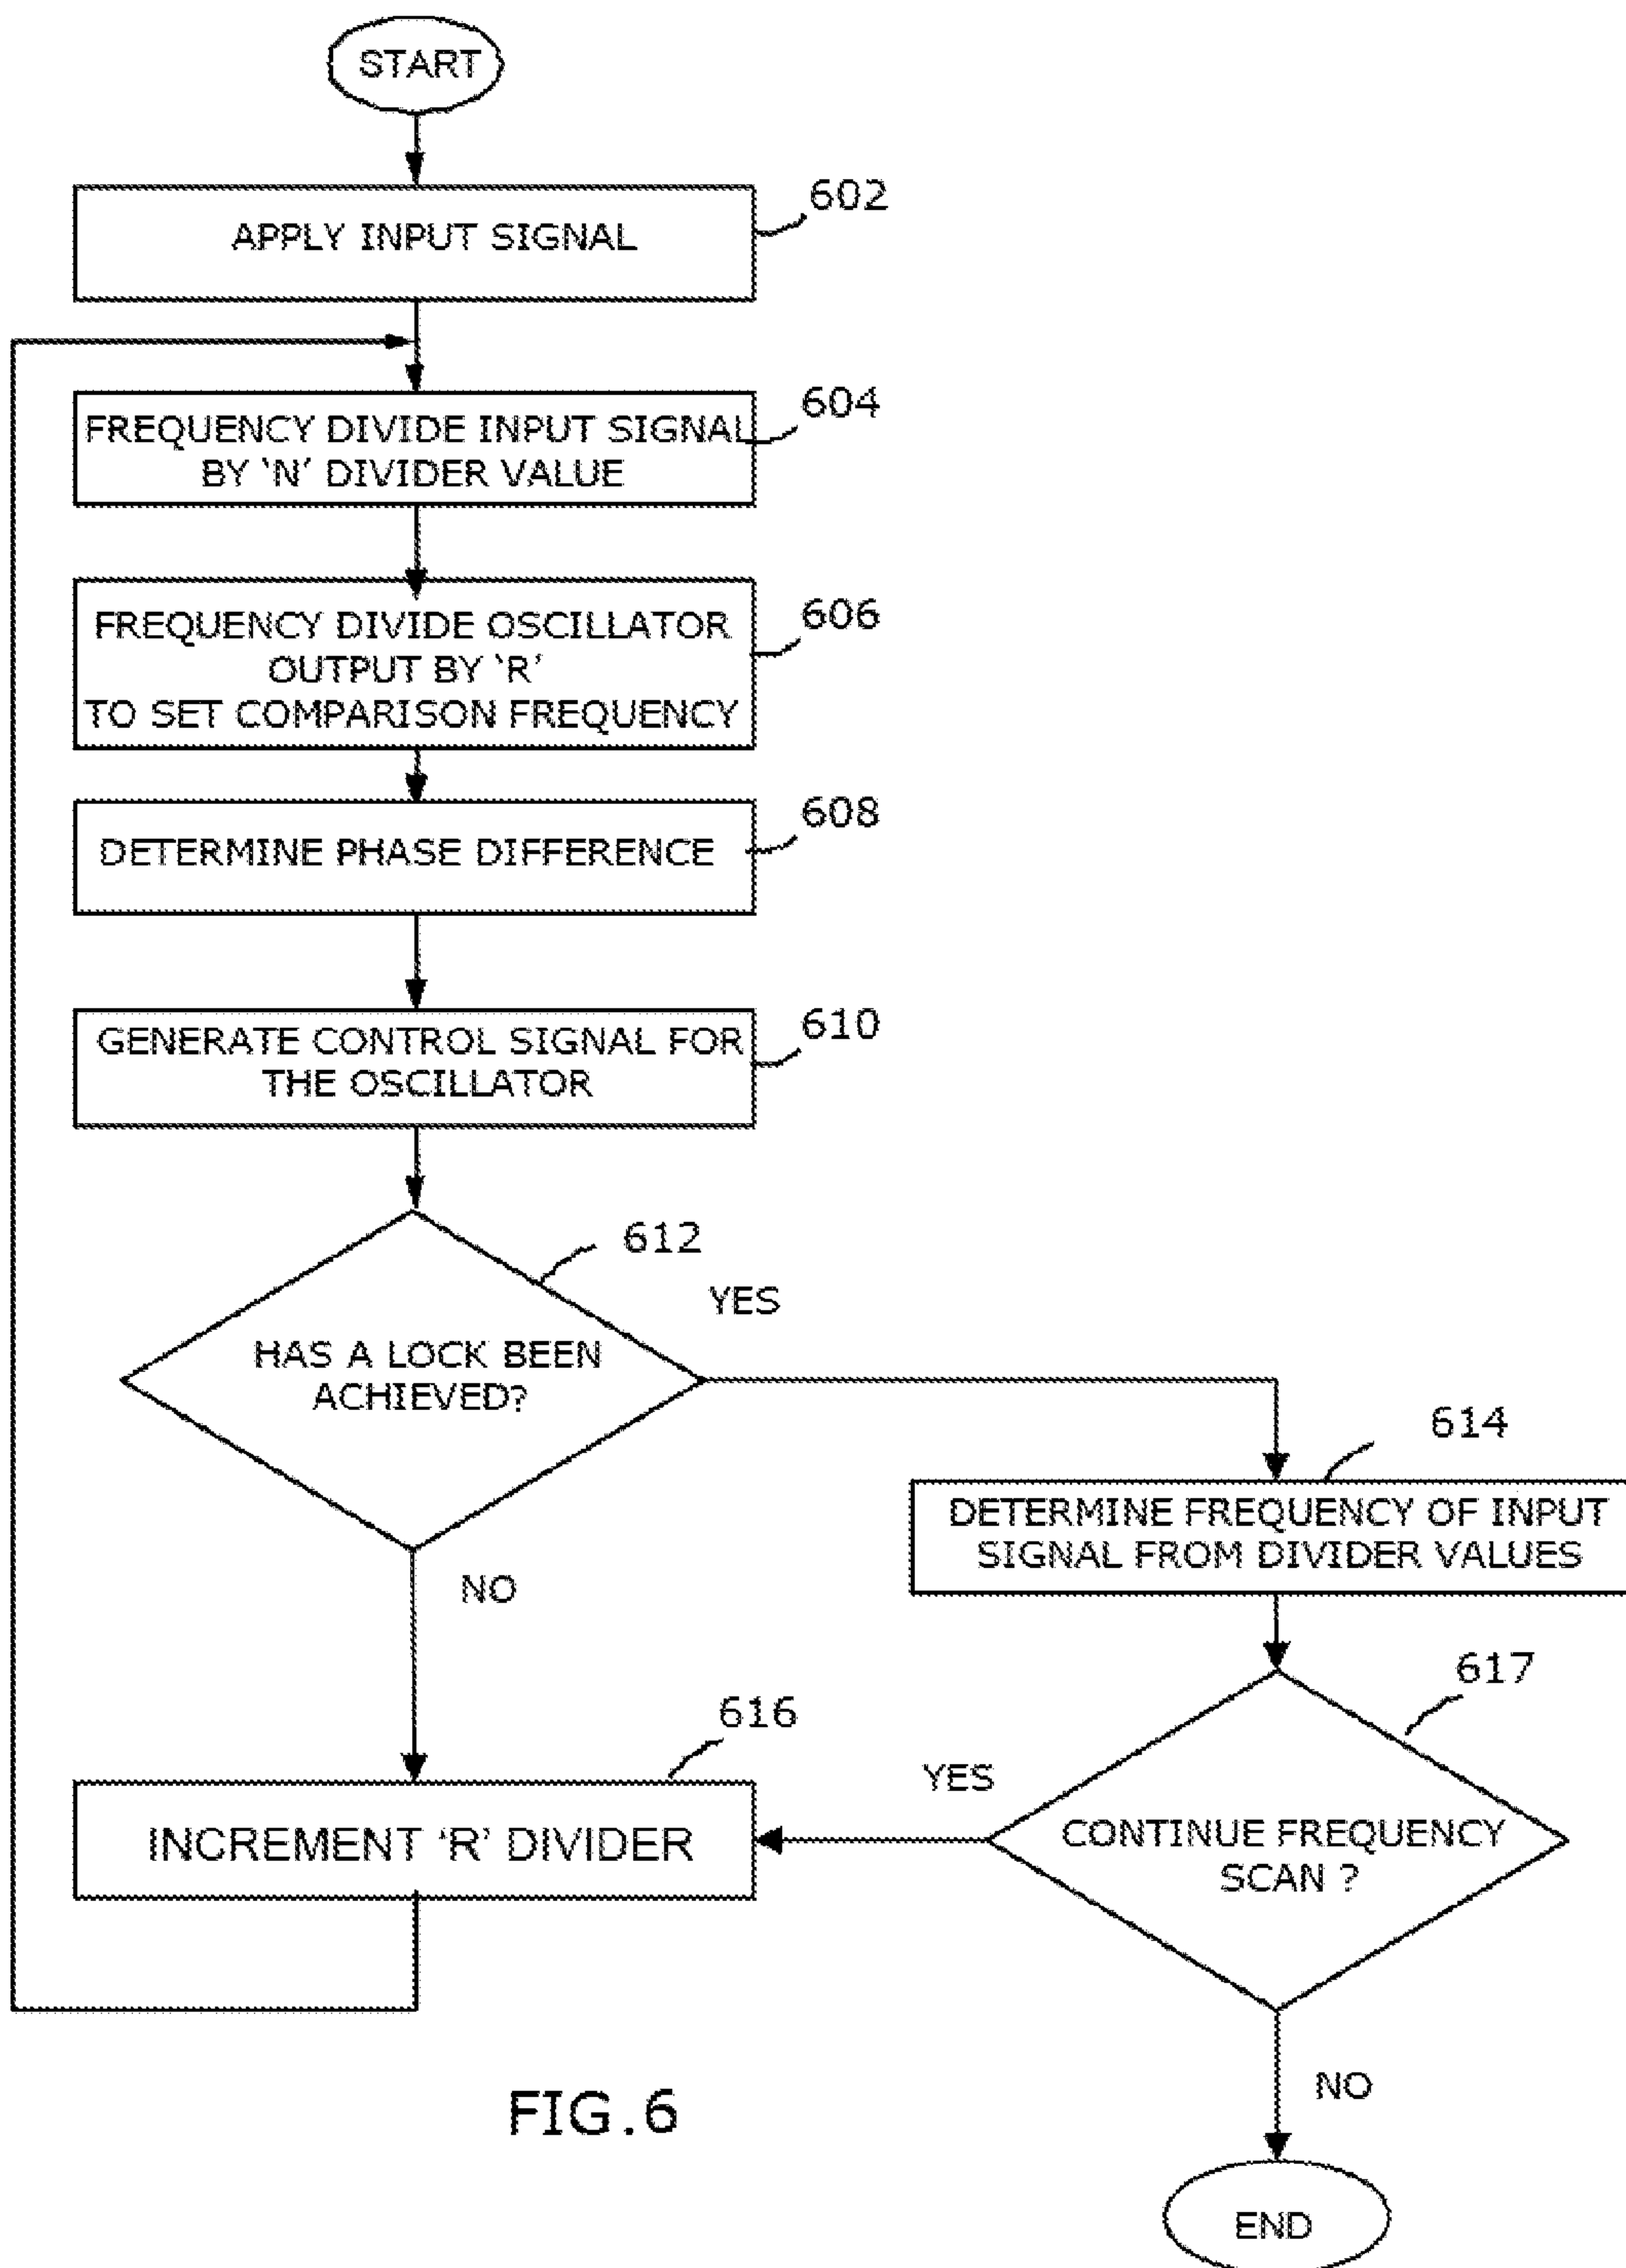 START
602
APPLY INPUT SIGNAL
604
FREQUENCY DIVIDE INPUT SIGNAL
BY ‘N’ DIVIDER VALUE
606
FREQUENCY DIVIDE OSCILLATOR
OUTPUT BY ‘R’
TO SET COMPARISON FREQUENCY
608
DETERMINE PHASE DIFFERENCE
610
GENERATE CONTROL SIGNAL FOR
THE OSCILLATOR
612
YES
HAS A LOCK BEEN
ACHIEVED?
614
DETERMINE FREQUENCY OF INPUT
SIGNAL FROM DIVIDER VALUES
NO
617
616
YES
CONTINUE FREQUENCY
SCAN ?
INCREMENT ‘R’ DIVIDER
NO
FIG.6
END